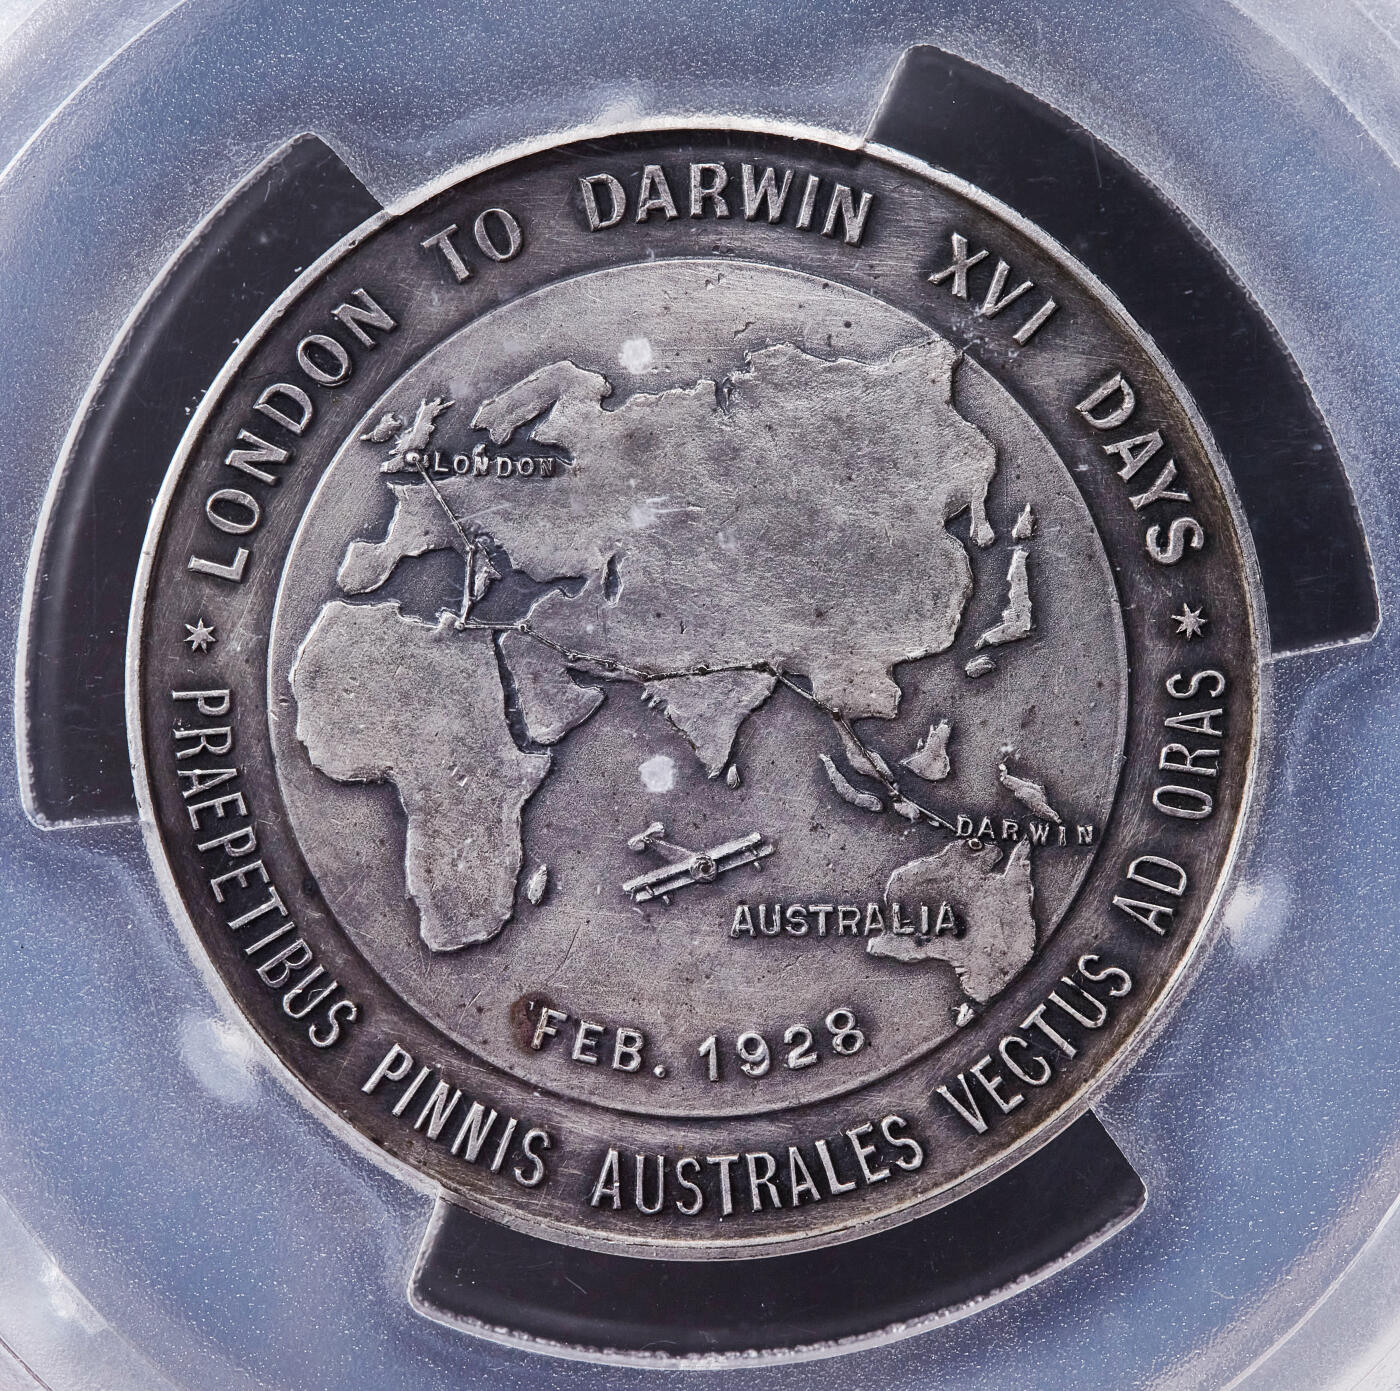 LONDON TO DARWIN XVI DAYS
* PRAEPETIBUS PINNIS AUSTRALES VECTUS AD ORAS *
LONDON
DARWIN
AUSTRALIA
FEB. 1928